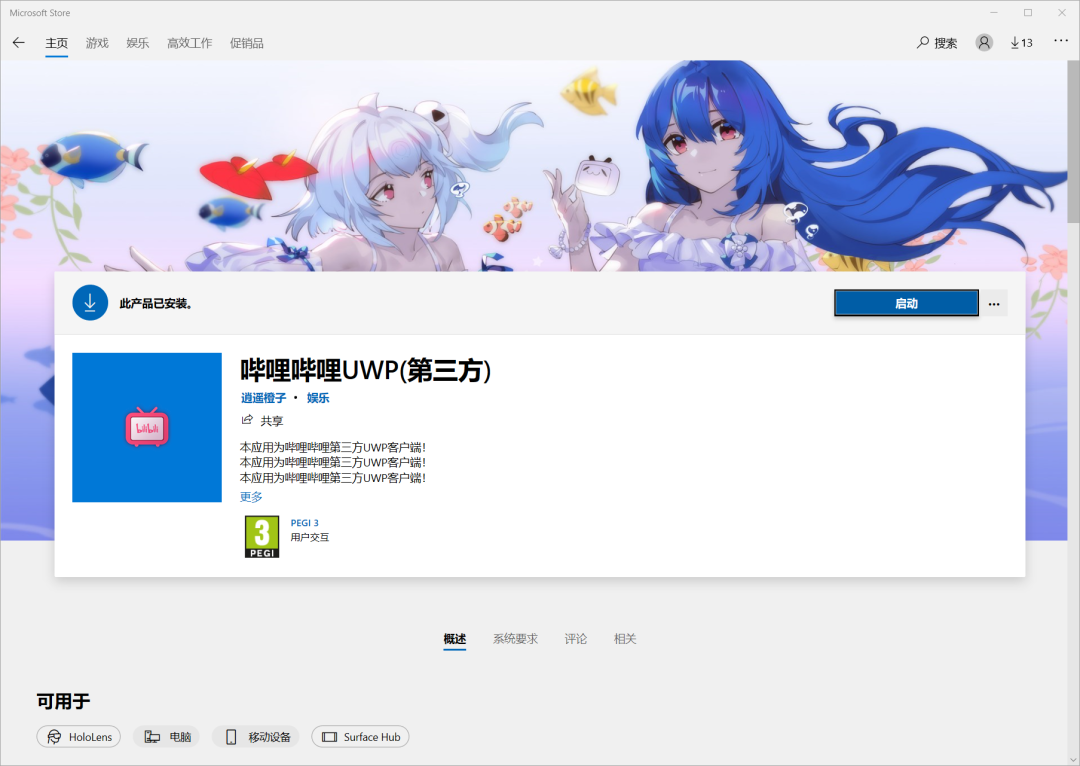 Microsoft Store
主页 游戏 娱乐 高效工作 促销品 搜索 13
此产品已安装。 启动
bilibili
哔哩哔哩UWP(第三方)
逍遥橙子 • 娱乐
共享
本应用为哔哩哔哩第三方UWP客户端!
本应用为哔哩哔哩第三方UWP客户端!
本应用为哔哩哔哩第三方UWP客户端!
更多
3
PEGI
PEGI 3
用户交互
概述 系统要求 评论 相关
可用于
HoloLens 电脑 移动设备 Surface Hub